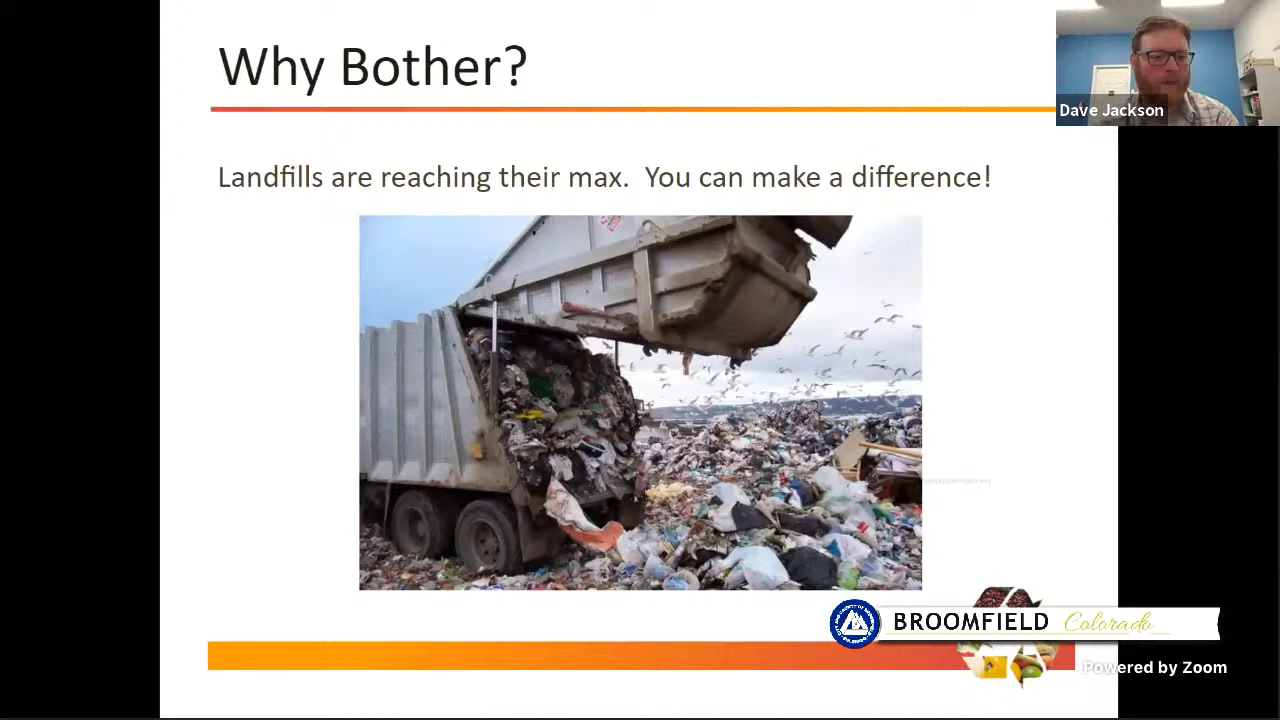 Why Bother?
Dave Jackson
Landfills are reaching their max.  You can make a difference!
BROOMFIELD Colorado
Powered by Zoom